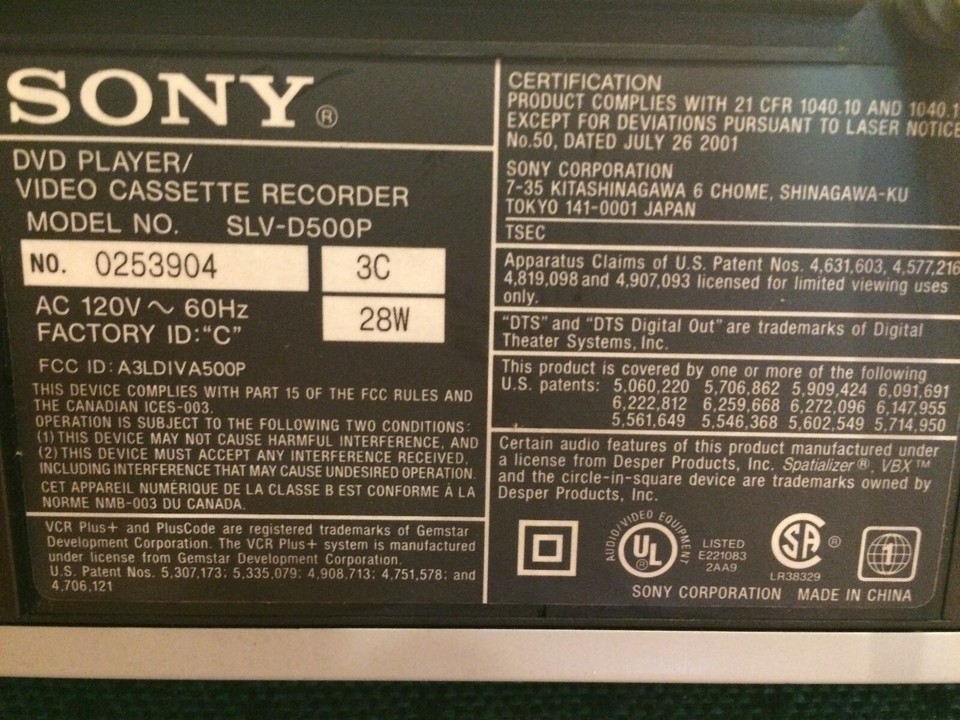 SONY®
DVD PLAYER/
VIDEO CASSETTE RECORDER
MODEL NO. SLV-D500P
NO. 0253904 3C
AC 120V ~ 60Hz 28W
FACTORY ID:“C”
FCC ID: A3LDIVA500P
THIS DEVICE COMPLIES WITH PART 15 OF THE FCC RULES AND
THE CANADIAN ICES-003.
OPERATION IS SUBJECT TO THE FOLLOWING TWO CONDITIONS:
(1) THIS DEVICE MAY NOT CAUSE HARMFUL INTERFERENCE, AND
(2) THIS DEVICE MUST ACCEPT ANY INTERFERENCE RECEIVED,
INCLUDING INTERFERENCE THAT MAY CAUSE UNDESIRED OPERATION.
CET APPAREIL NUMÉRIQUE DE LA CLASSE B EST CONFORME À LA
NORME NMB-003 DU CANADA.
VCR Plus+ and PlusCode are registered trademarks of Gemstar
Development Corporation. The VCR Plus+ system is manufactured
under license from Gemstar Development Corporation.
U.S. Patent Nos. 5,307,173; 5,335,079; 4,908,713; 4,751,578; and
4,706,121
CERTIFICATION
PRODUCT COMPLIES WITH 21 CFR 1040.10 AND 1040.1
EXCEPT FOR DEVIATIONS PURSUANT TO LASER NOTICE
No.50, DATED JULY 26 2001
SONY CORPORATION
7-35 KITASHINAGAWA 6 CHOME, SHINAGAWA-KU
TOKYO 141-0001 JAPAN
TSEC
Apparatus Claims of U.S. Patent Nos. 4,631,603, 4,577,216
4,819,098 and 4,907,093 licensed for limited viewing uses
only.
“DTS” and “DTS Digital Out” are trademarks of Digital
Theater Systems, Inc.
This product is covered by one or more of the following
U.S. patents: 5,060,220 5,706,862 5,909,424 6,091,691
6,222,812 6,259,668 6,272,096 6,147,955
5,561,649 5,546,368 5,602,549 5,714,950
Certain audio features of this product manufactured under
a license from Desper Products, Inc. Spatializer®, VBX™
and the circle-in-square device are trademarks owned by
Desper Products, Inc.
AUDIO/VIDEO EQUIPMENT
UL®
LISTED
E221083
2AA9
SA®
LR38329
1
SONY CORPORATION MADE IN CHINA